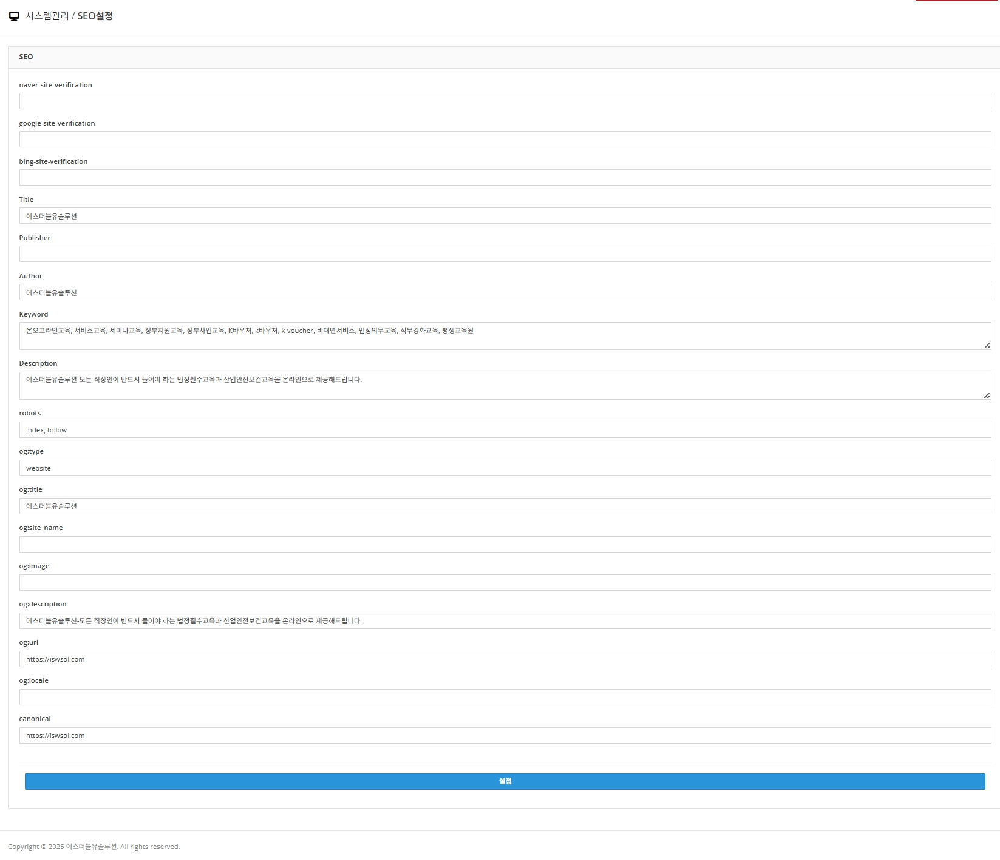 시스템관리 / SEO설정
SEO
naver-site-verification
google-site-verification
bing-site-verification
Title
에스더블유솔루션
Publisher
Author
에스더블유솔루션
Keyword
온오프라인교육, 서비스교육, 세미나교육, 정부지원교육, 정부사업교육, K바우처, k바우처, k-voucher, 비대면서비스, 법정의무교육, 직무강화교육, 평생교육원
Description
에스더블유솔루션-모든 직장인이 반드시 들어야 하는 법정필수교육과 산업안전보건교육을 온라인으로 제공해드립니다.
robots
index, follow
og:type
website
og:title
에스더블유솔루션
og:site_name
og:image
og:description
에스더블유솔루션-모든 직장인이 반드시 들어야 하는 법정필수교육과 산업안전보건교육을 온라인으로 제공해드립니다.
og:url
https://iswsol.com
og:locale
canonical
https://iswsol.com
설정
Copyright © 2025 에스더블유솔루션. All rights reserved.